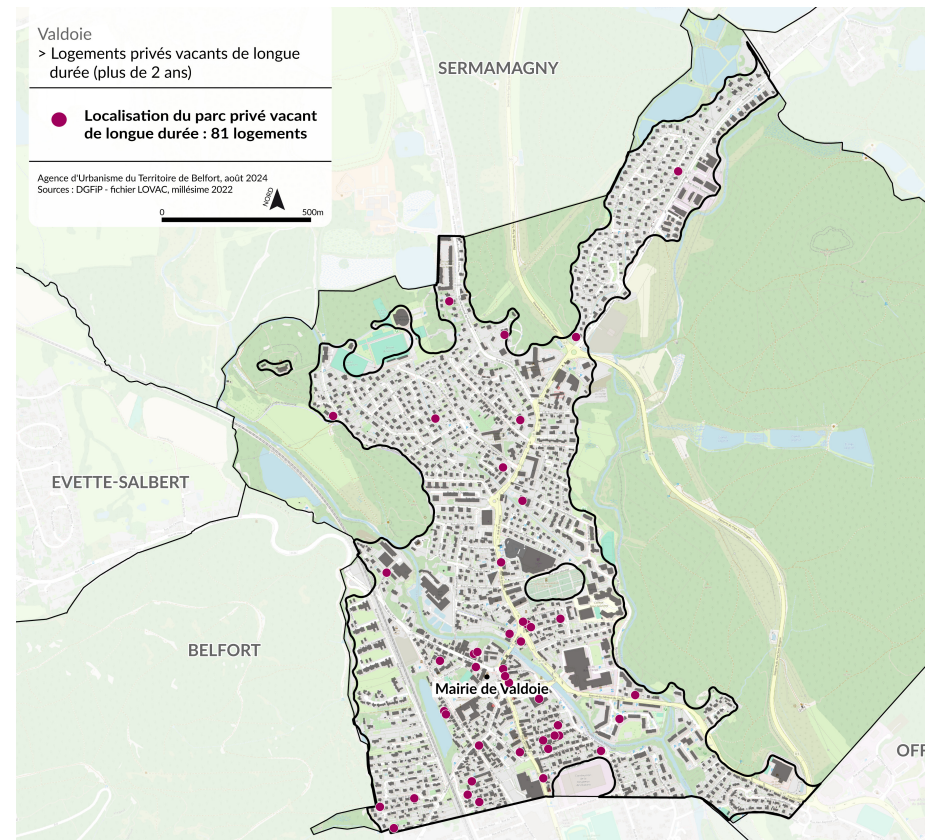 Valdoie
> Logements privés vacants de longue
durée (plus de 2 ans)
Localisation du parc privé vacant
de longue durée : 81 logements
Agence d'Urbanisme du Territoire de Belfort, août 2024
Sources : DGFiP - fichier LOVAC, millésime 2022
NORD
0 500m
SERMAMAGNY
EVETTE-SALBERT
BELFORT
Mairie de Valdoie
OFF